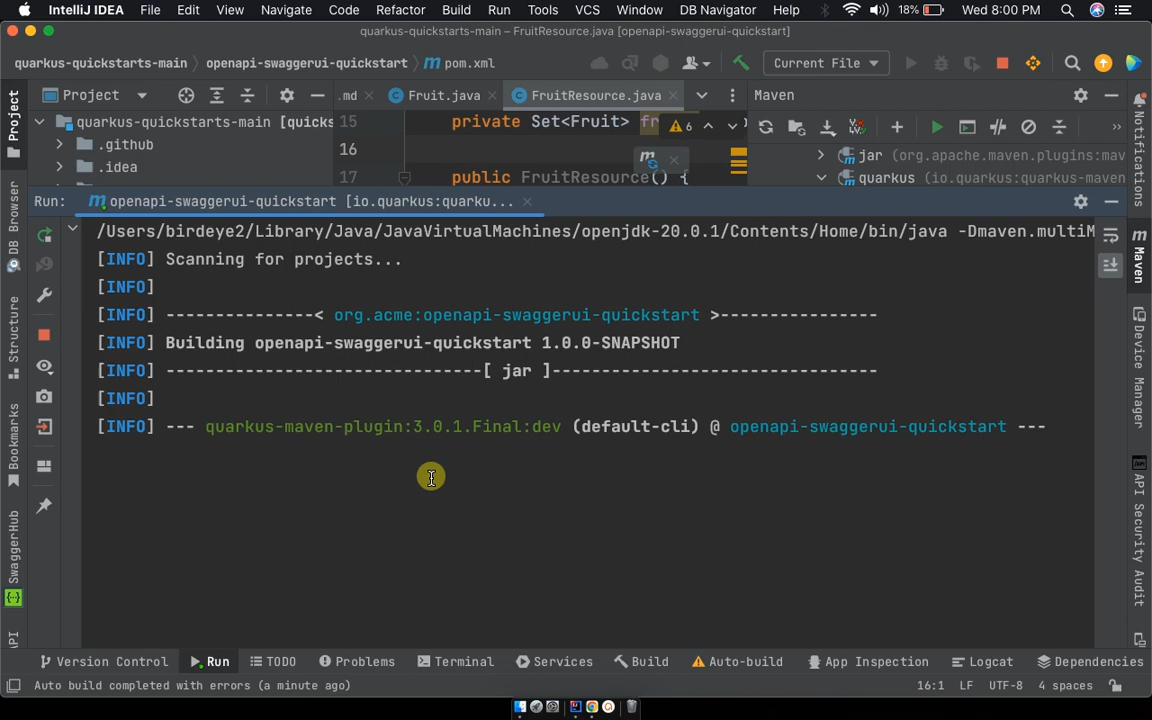 IntelliJ IDEA File Edit View Navigate Code Refactor Build Run Tools VCS Window DB Navigator Help 18% Wed 8:00 PM
quarkus-quickstarts-main – FruitResource.java [openapi-swaggerui-quickstart]
quarkus-quickstarts-main openapi-swaggerui-quickstart pom.xml Current File
Project .md Fruit.java FruitResource.java Maven
quarkus-quickstarts-main [quicks 15 private Set<Fruit> fr 6
.github 16 jar (org.apache.maven.plugins:mav
.idea 17 public FruitResource() { quarkus (io.quarkus:quarkus-maven
Run: openapi-swaggerui-quickstart [io.quarkus:quarku...
/Users/birdeye2/Library/Java/JavaVirtualMachines/openjdk-20.0.1/Contents/Home/bin/java -Dmaven.multiM
[INFO] Scanning for projects...
[INFO]
[INFO] ---------------< org.acme:openapi-swaggerui-quickstart >----------------
[INFO] Building openapi-swaggerui-quickstart 1.0.0-SNAPSHOT
[INFO] --------------------------------[ jar ]---------------------------------
[INFO]
[INFO] --- quarkus-maven-plugin:3.0.1.Final:dev (default-cli) @ openapi-swaggerui-quickstart ---
Project
DB Browser
Structure
Bookmarks
SwaggerHub
API
Notifications
Maven
Device Manager
API Security Audit
Version Control Run TODO Problems Terminal Services Build Auto-build App Inspection Logcat Dependencies
Auto build completed with errors (a minute ago) 16:1 LF UTF-8 4 spaces